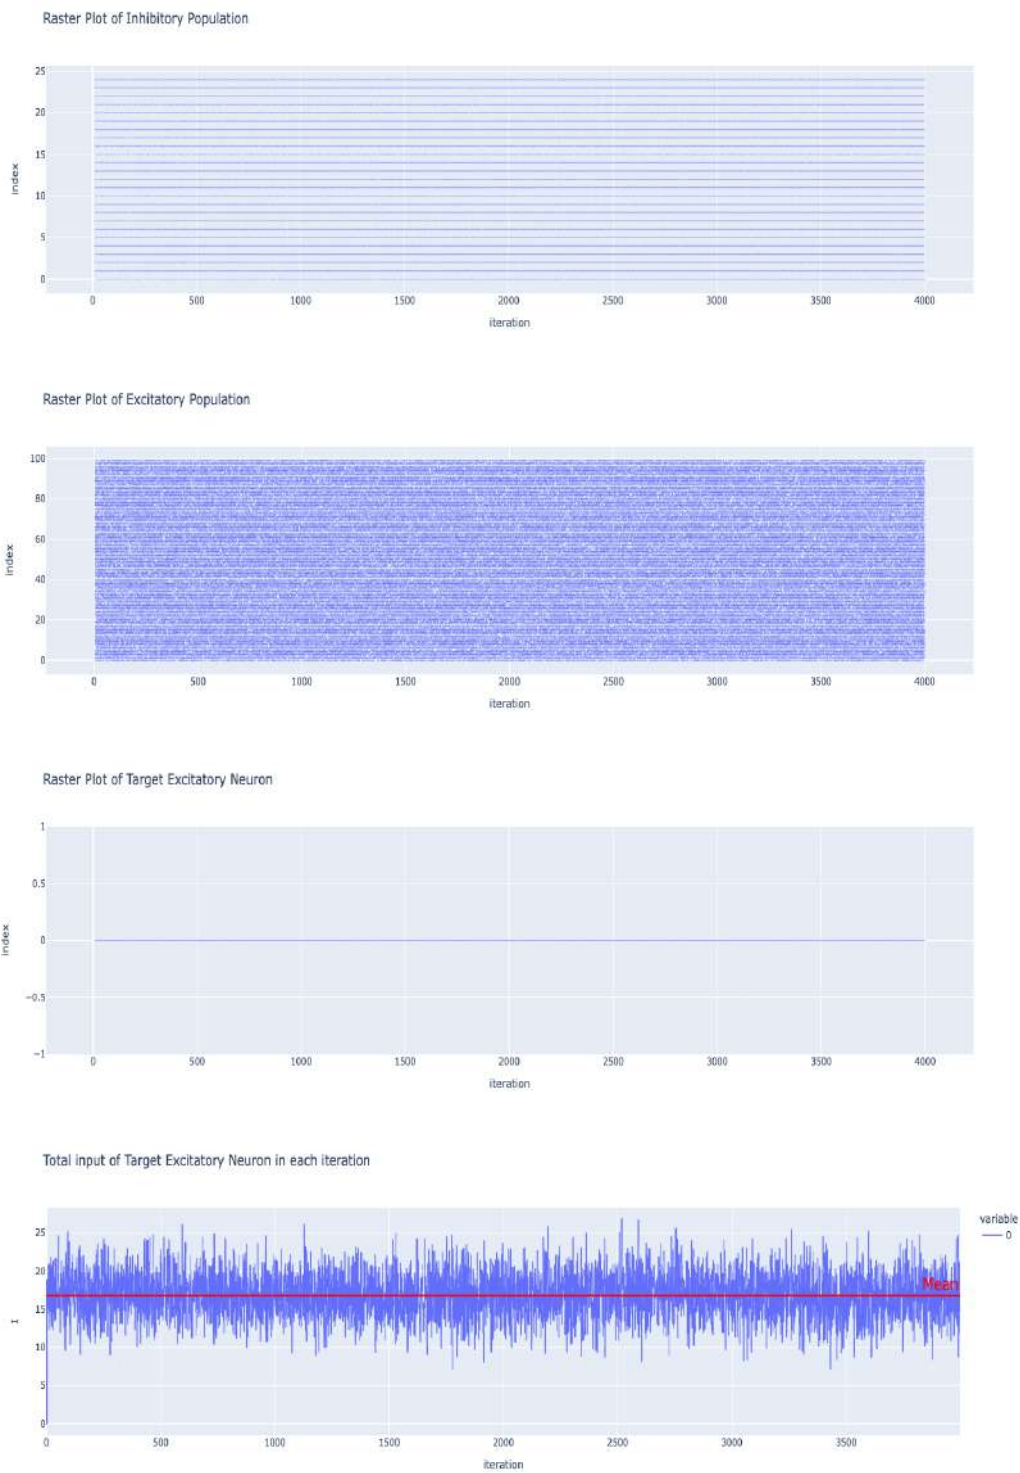 Raster Plot of Inhibitory Population
25
20
15
10
5
0
index
0 500 1000 1500 2000 2500 3000 3500 4000
iteration
Raster Plot of Excitatory Population
100
80
60
40
20
0
index
0 500 1000 1500 2000 2500 3000 3500 4000
iteration
Raster Plot of Target Excitatory Neuron
1
0.5
0
−0.5
−1
index
0 500 1000 1500 2000 2500 3000 3500 4000
iteration
Total input of Target Excitatory Neuron in each iteration
variable
0
25
20
15
10
5
0
I
Mean
0 500 1000 1500 2000 2500 3000 3500
iteration